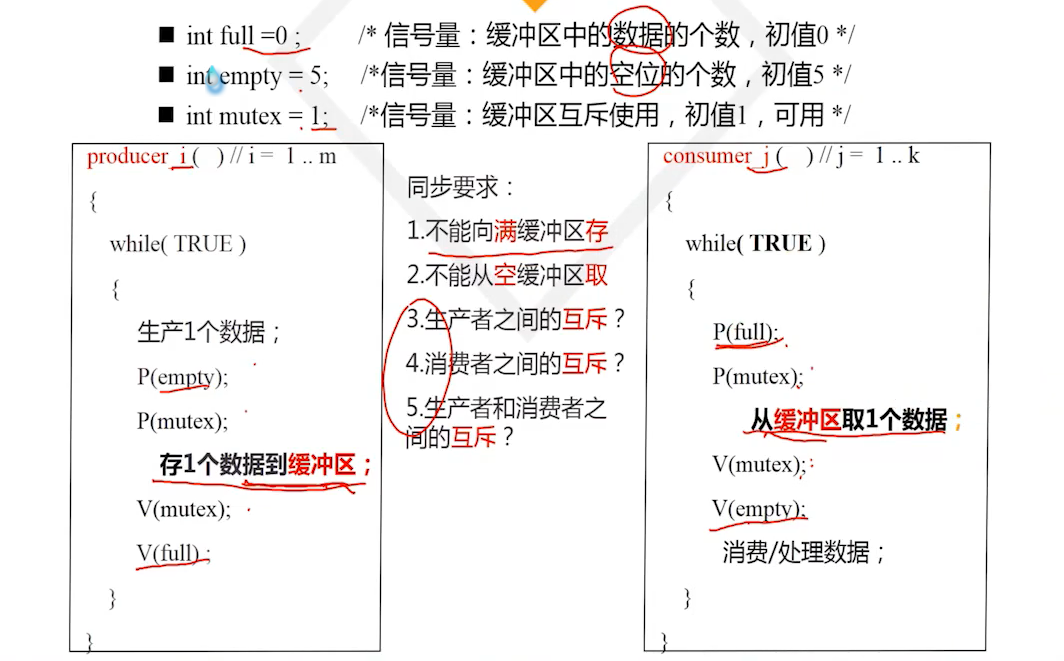 ■ int full =0 ; /* 信号量：缓冲区中的数据的个数，初值0 */
■ int empty = 5; /*信号量：缓冲区中的空位的个数，初值5 */
■ int mutex = 1; /*信号量：缓冲区互斥使用，初值1，可用 */
producer_i ( ) // i = 1 .. m
{
while( TRUE )
{
生产1个数据；
P(empty);
P(mutex);
存1个数据到缓冲区；
V(mutex);
V(full) ;
}
}
同步要求：
1.不能向满缓冲区存
2.不能从空缓冲区取
3.生产者之间的互斥？
4.消费者之间的互斥？
5.生产者和消费者之
间的互斥？
consumer_j ( ) // j = 1 .. k
{
while( TRUE )
{
P(full);
P(mutex);
从缓冲区取1个数据；
V(mutex);
V(empty);
消费/处理数据；
}
}